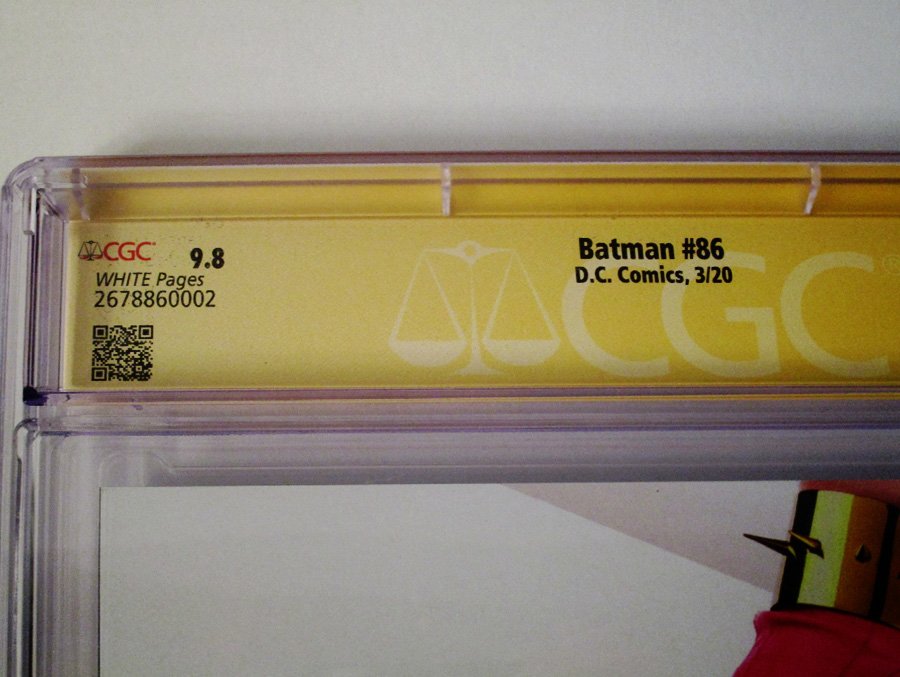 CGC 9.8
WHITE Pages
2678860002
Batman #86
D.C. Comics, 3/20
CGC®